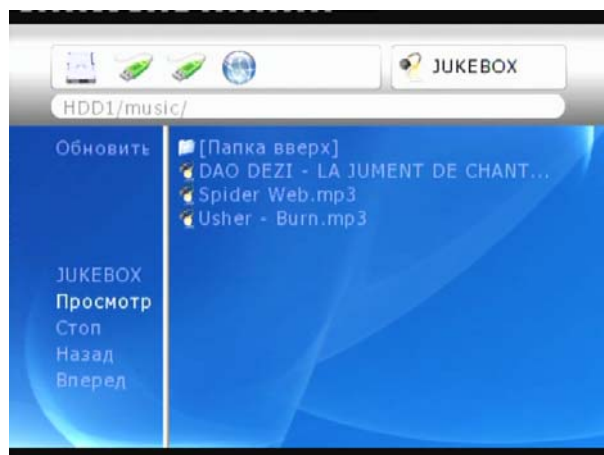 JUKEBOX
HDD1/music/
Обновить
[Папка вверх]
DAO DEZI - LA JUMENT DE CHANT...
Spider Web.mp3
Usher - Burn.mp3
JUKEBOX
Просмотр
Стоп
Назад
Вперед